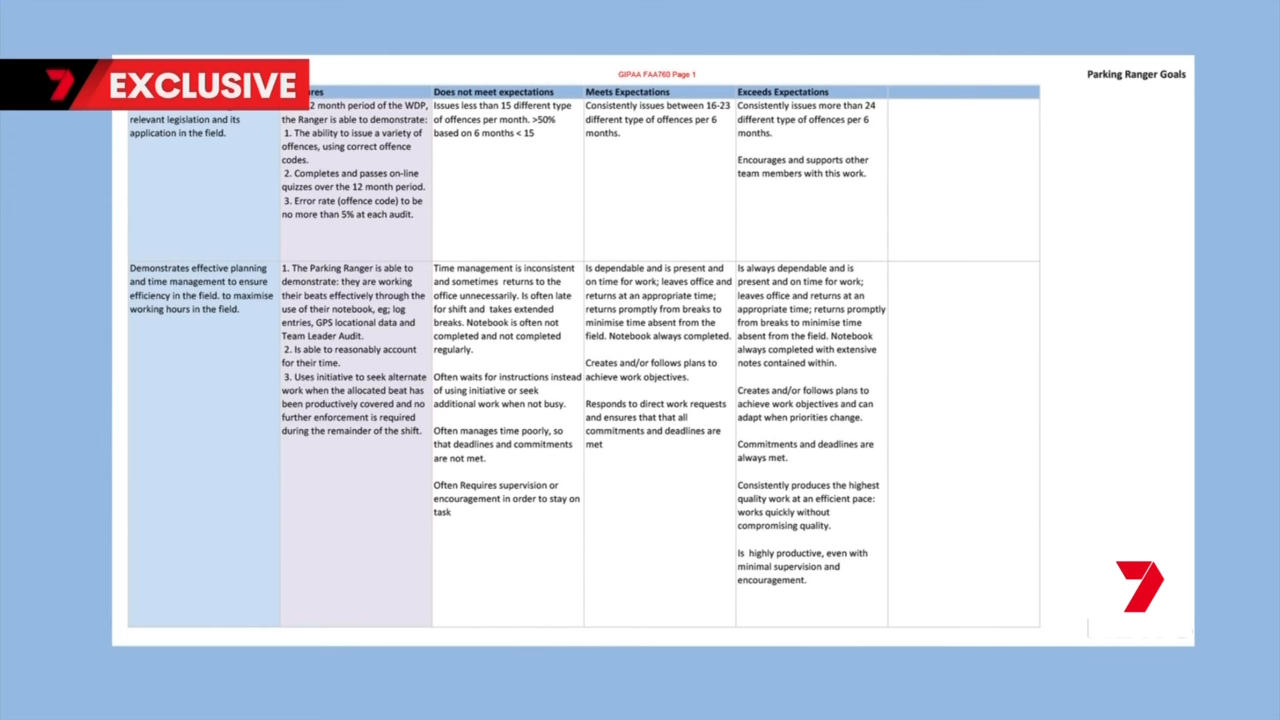 7 EXCLUSIVE
GIPAA FAA760 Page 1
Parking Ranger Goals
Does not meet expectations
Meets Expectations
Exceeds Expectations
relevant legislation and its
application in the field.
2 month period of the WDP,
the Ranger is able to demonstrate:
1. The ability to issue a variety of
offences, using correct offence
codes.
2. Completes and passes on-line
quizzes over the 12 month period.
3. Error rate (offence code) to be
no more than 5% at each audit.
Issues less than 15 different type
of offences per month. >50%
based on 6 months < 15
Consistently issues between 16-23
different type of offences per 6
months.
Consistently issues more than 24
different type of offences per 6
months.
Encourages and supports other
team members with this work.
Demonstrates effective planning
and time management to ensure
efficiency in the field. to maximise
working hours in the field.
1. The Parking Ranger is able to
demonstrate: they are working
their beats effectively through the
use of their notebook, eg; log
entries, GPS locational data and
Team Leader Audit.
2. Is able to reasonably account
for their time.
3. Uses initiative to seek alternate
work when the allocated beat has
been productively covered and no
further enforcement is required
during the remainder of the shift.
Time management is inconsistent
and sometimes returns to the
office unnecessarily. Is often late
for shift and takes extended
breaks. Notebook is often not
completed and not completed
regularly.
Often waits for instructions instead
of using initiative or seek
additional work when not busy.
Often manages time poorly, so
that deadlines and commitments
are not met.
Often Requires supervision or
encouragement in order to stay on
task
Is dependable and is present and
on time for work; leaves office and
returns at an appropriate time;
returns promptly from breaks to
minimise time absent from the
field. Notebook always completed.
Creates and/or follows plans to
achieve work objectives.
Responds to direct work requests
and ensures that that all
commitments and deadlines are
met
Is always dependable and is
present and on time for work;
leaves office and returns at an
appropriate time; returns promptly
from breaks to minimise time
absent from the field. Notebook
always completed with extensive
notes contained within.
Creates and/or follows plans to
achieve work objectives and can
adapt when priorities change.
Commitments and deadlines are
always met.
Consistently produces the highest
quality work at an efficient pace:
works quickly without
compromising quality.
Is highly productive, even with
minimal supervision and
encouragement.
7